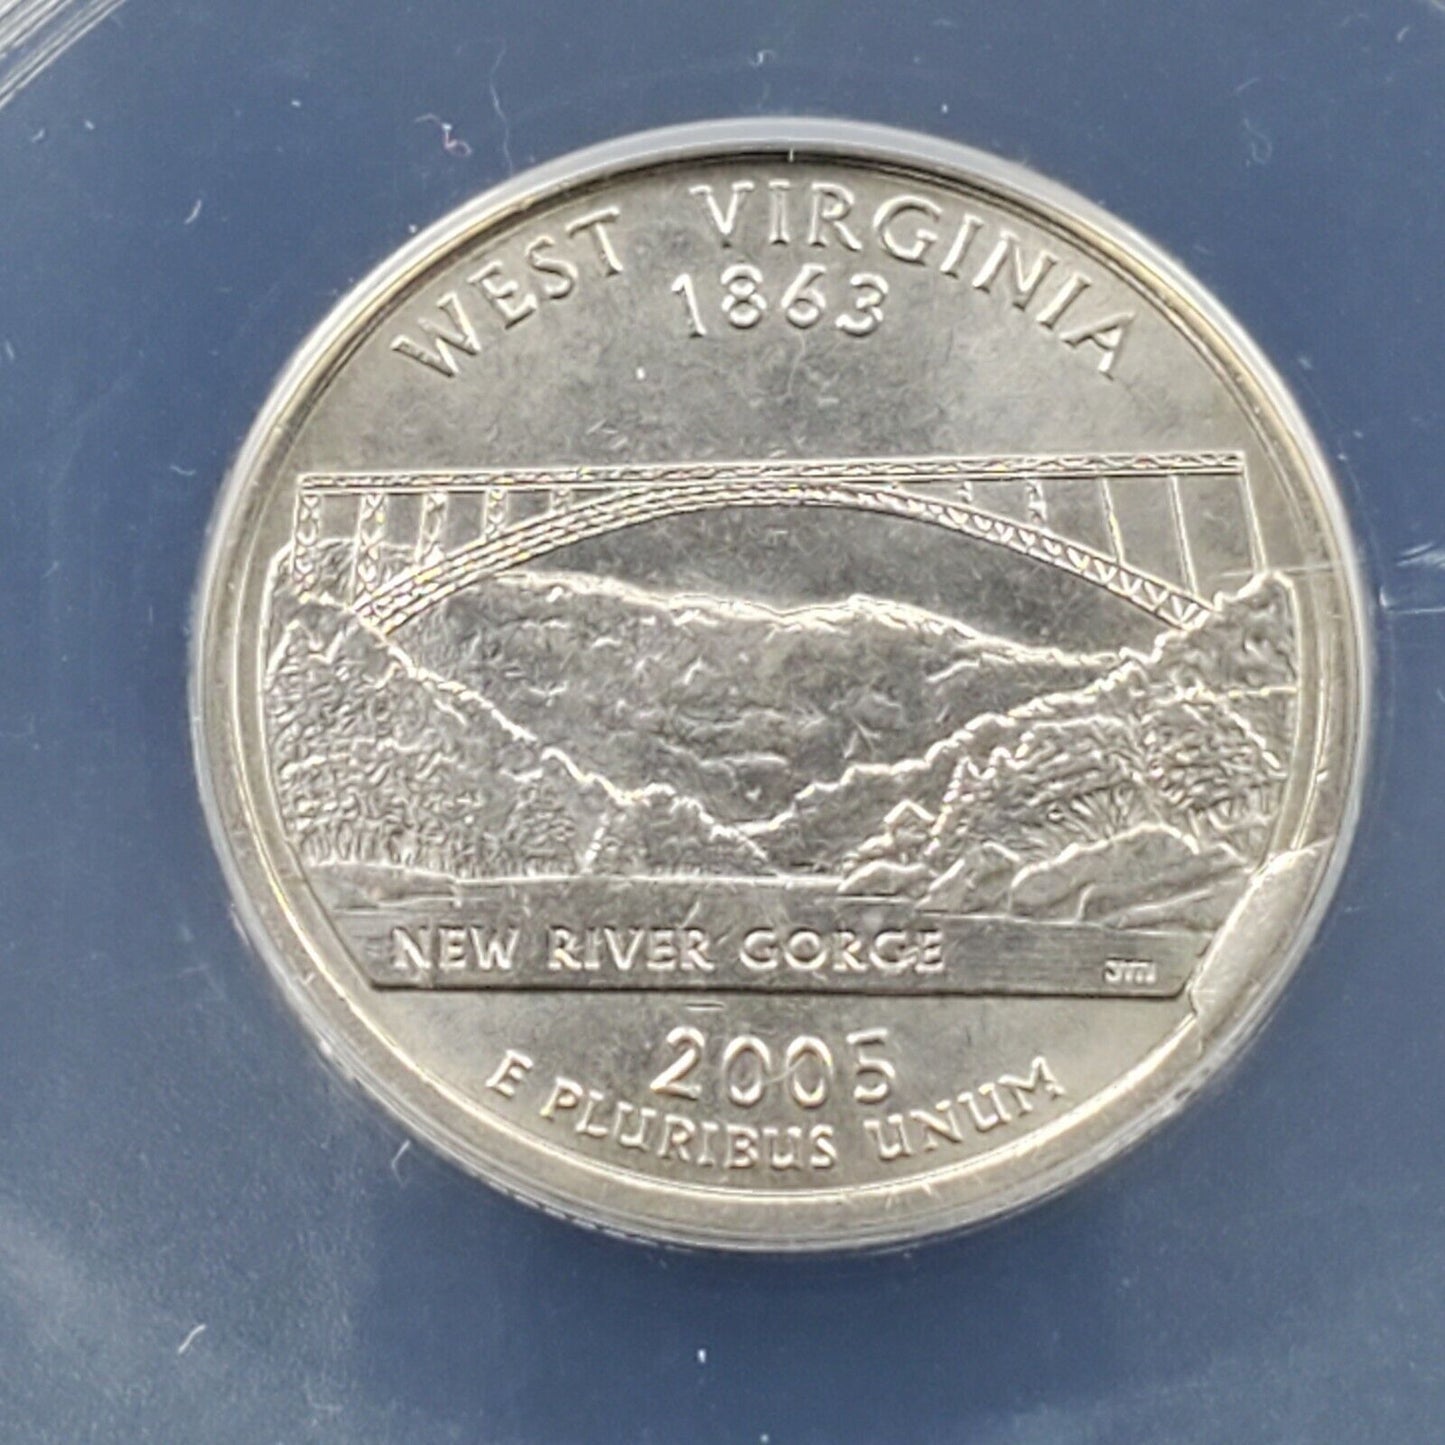 WEST VIRGINIA
1863
NEW RIVER GORGE
JM
2005
E PLURIBUS UNUM